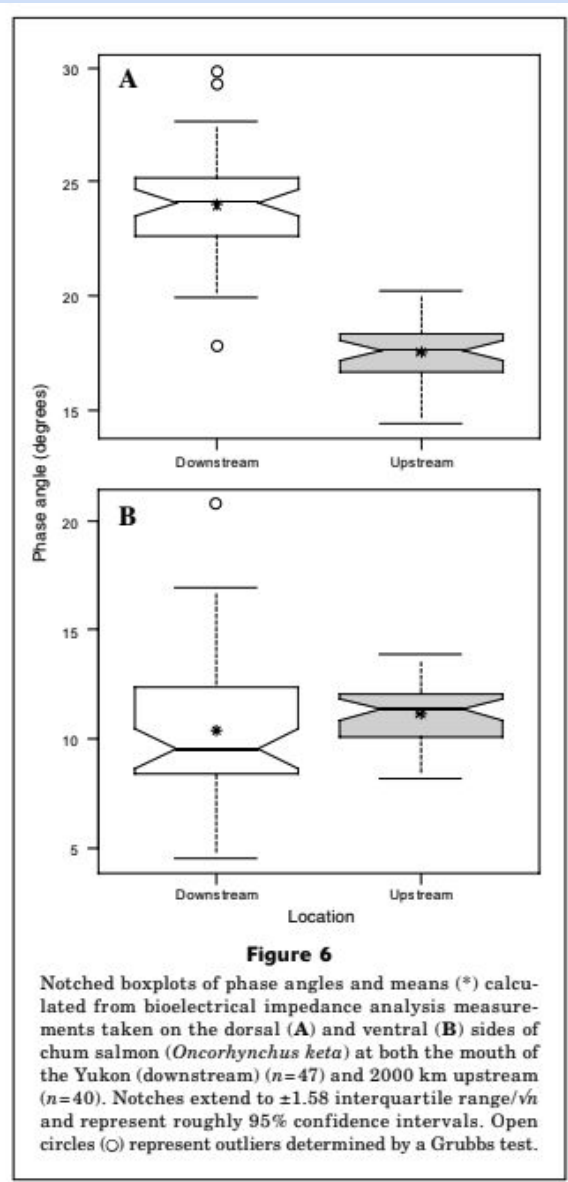 A
30
25
20
15
Downstream
Upstream
Phase angle (degrees)
B
20
15
10
5
Downstream
Upstream
Location
Figure 6
Notched boxplots of phase angles and means (*) calcu-
lated from bioelectrical impedance analysis measure-
ments taken on the dorsal (A) and ventral (B) sides of
chum salmon (Oncorhynchus keta) at both the mouth of
the Yukon (downstream) (n=47) and 2000 km upstream
(n=40). Notches extend to ±1.58 interquartile range/√n
and represent roughly 95% confidence intervals. Open
circles (○) represent outliers determined by a Grubbs test.